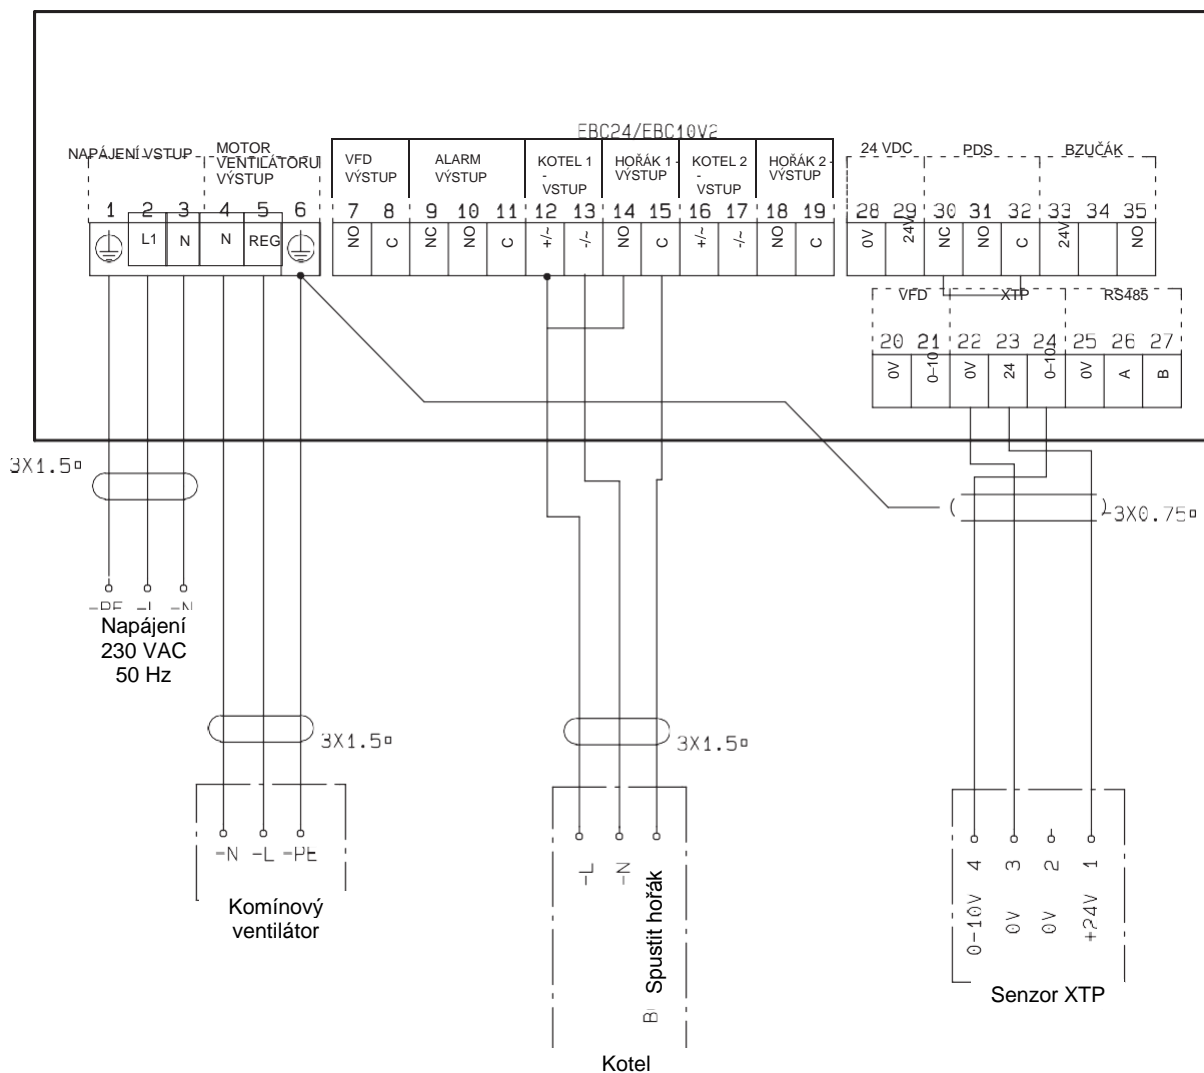 EBC24/EBC10V2
NAPÁJENÍ VSTUP
MOTOR
VENTILÁTORU
VÝSTUP
VFD
VÝSTUP
ALARM
VÝSTUP
KOTEL 1
-
VSTUP
HOŘÁK 1 -
VÝSTUP
KOTEL 2
-
VSTUP
HOŘÁK 2 -
VÝSTUP
24 VDC
PDS
BZUČÁK
1 2 3 4 5 6 7 8 9 10 11 12 13 14 15 16 17 18 19 28 29 30 31 32 33 34 35
L1 N N REG NO C NC NO C +/~ -/~ NO C +/~ -/~ NO C 0V 24V NC NO C 24V NO
VFD XTP RS485
20 21 22 23 24 25 26 27
0V 0-10 0V 24 0-10 0V A B
3X1.5
-3X0.75
-PE -L -N
Napájení
230 VAC
50 Hz
3X1.5
3X1.5
-N -L -PE
Komínový
ventilátor
-L -N B Spustit hořák
Kotel
4 3 2 1
0-10V 0V 0V +24V
Senzor XTP